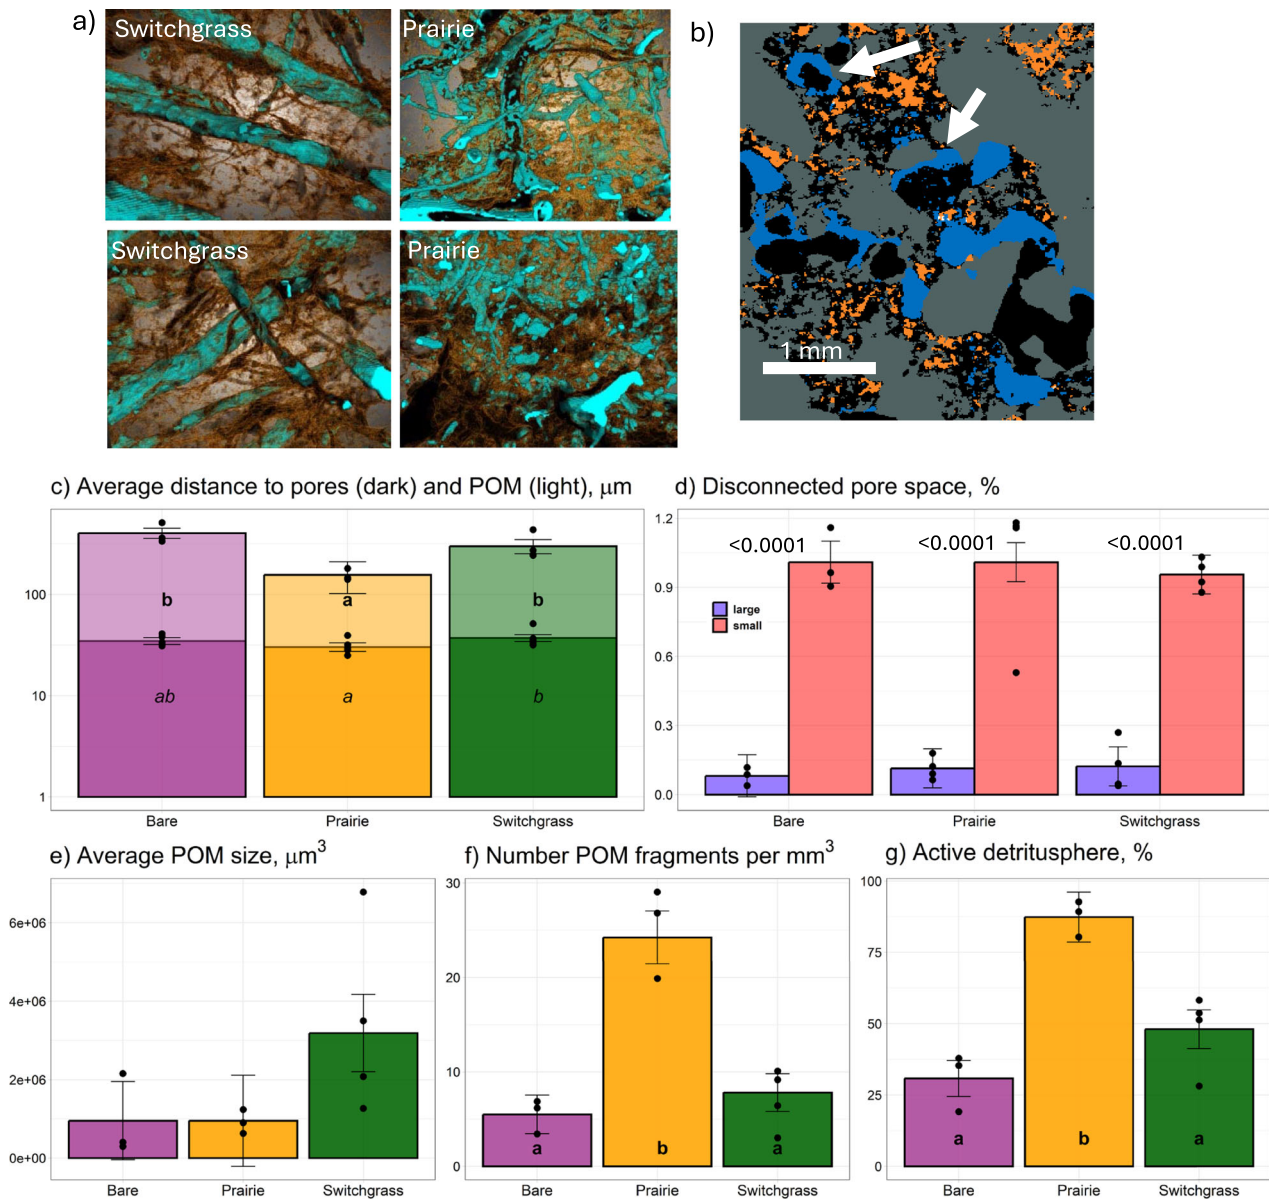 a)
Switchgrass
Prairie
b)
Switchgrass
Prairie
1 mm
c) Average distance to pores (dark) and POM (light), μm
100
10
1
b
a
b
ab
a
b
Bare
Prairie
Switchgrass
d) Disconnected pore space, %
1.2
0.9
0.6
0.3
0.0
<0.0001
<0.0001
<0.0001
large
small
Bare
Prairie
Switchgrass
e) Average POM size, μm³
6e+06
4e+06
2e+06
0e+00
Bare
Prairie
Switchgrass
f) Number POM fragments per mm³
30
20
10
0
a
b
a
Bare
Prairie
Switchgrass
g) Active detritusphere, %
100
75
50
25
0
a
b
a
Bare
Prairie
Switchgrass